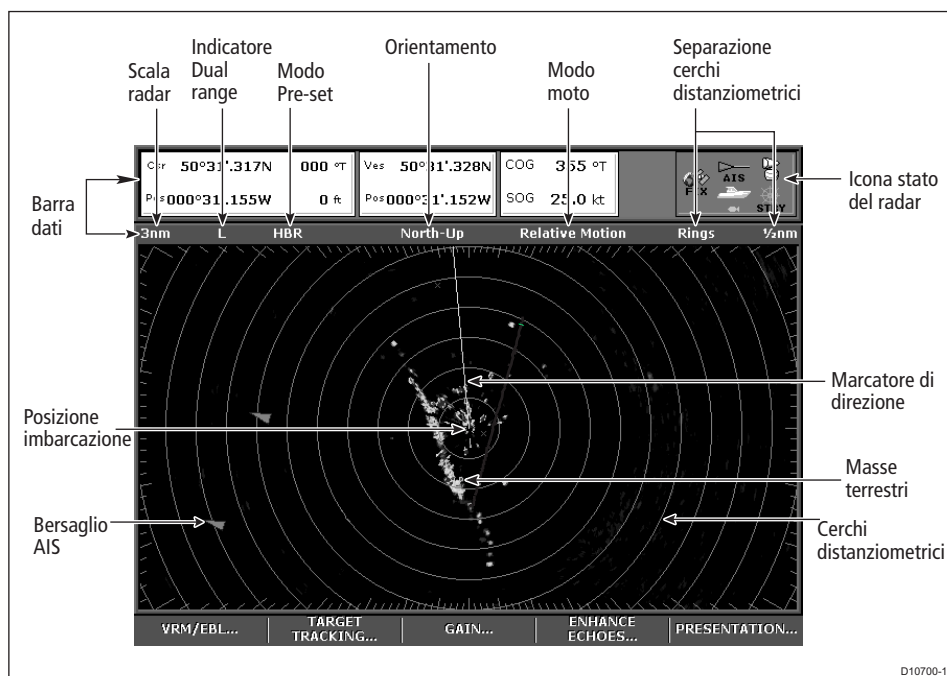 Indicatore
Dual
range
Orientamento
Separazione
cerchi
distanziometrici
Scala
radar
Modo
Pre-set
Modo
moto
Csr 50°31'.317N 000 °T
Pos 000°31'.155W 0 ft
Ves 50°31'.328N
Pos 000°31'.152W
COG 355 °T
SOG 25.0 kt
AIS
STBY
Icona stato
del radar
Barra
dati
3nm L HBR North-Up Relative Motion Rings ½nm
Marcatore di
direzione
Posizione
imbarcazione
Masse
terrestri
Bersaglio
AIS
Cerchi
distanziometrici
VRM/EBL...
TARGET
TRACKING...
GAIN...
ENHANCE
ECHOES...
PRESENTATION...
D10700-1